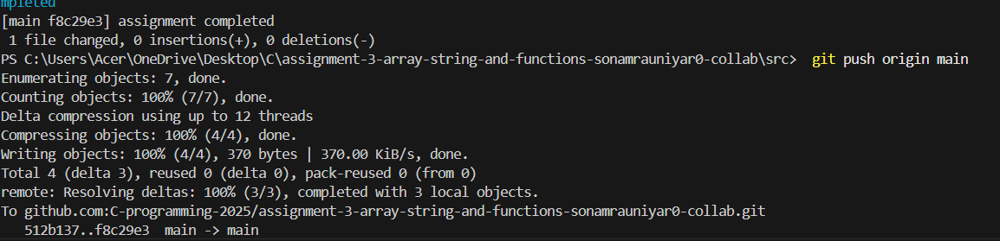 mpleted
[main f8c29e3] assignment completed
 1 file changed, 0 insertions(+), 0 deletions(-)
PS C:\Users\Acer\OneDrive\Desktop\C\assignment-3-array-string-and-functions-sonamrauniyar0-collab\src>  git push origin main
Enumerating objects: 7, done.
Counting objects: 100% (7/7), done.
Delta compression using up to 12 threads
Compressing objects: 100% (4/4), done.
Writing objects: 100% (4/4), 370 bytes | 370.00 KiB/s, done.
Total 4 (delta 3), reused 0 (delta 0), pack-reused 0 (from 0)
remote: Resolving deltas: 100% (3/3), completed with 3 local objects.
To github.com:C-programming-2025/assignment-3-array-string-and-functions-sonamrauniyar0-collab.git
   512b137..f8c29e3  main -> main